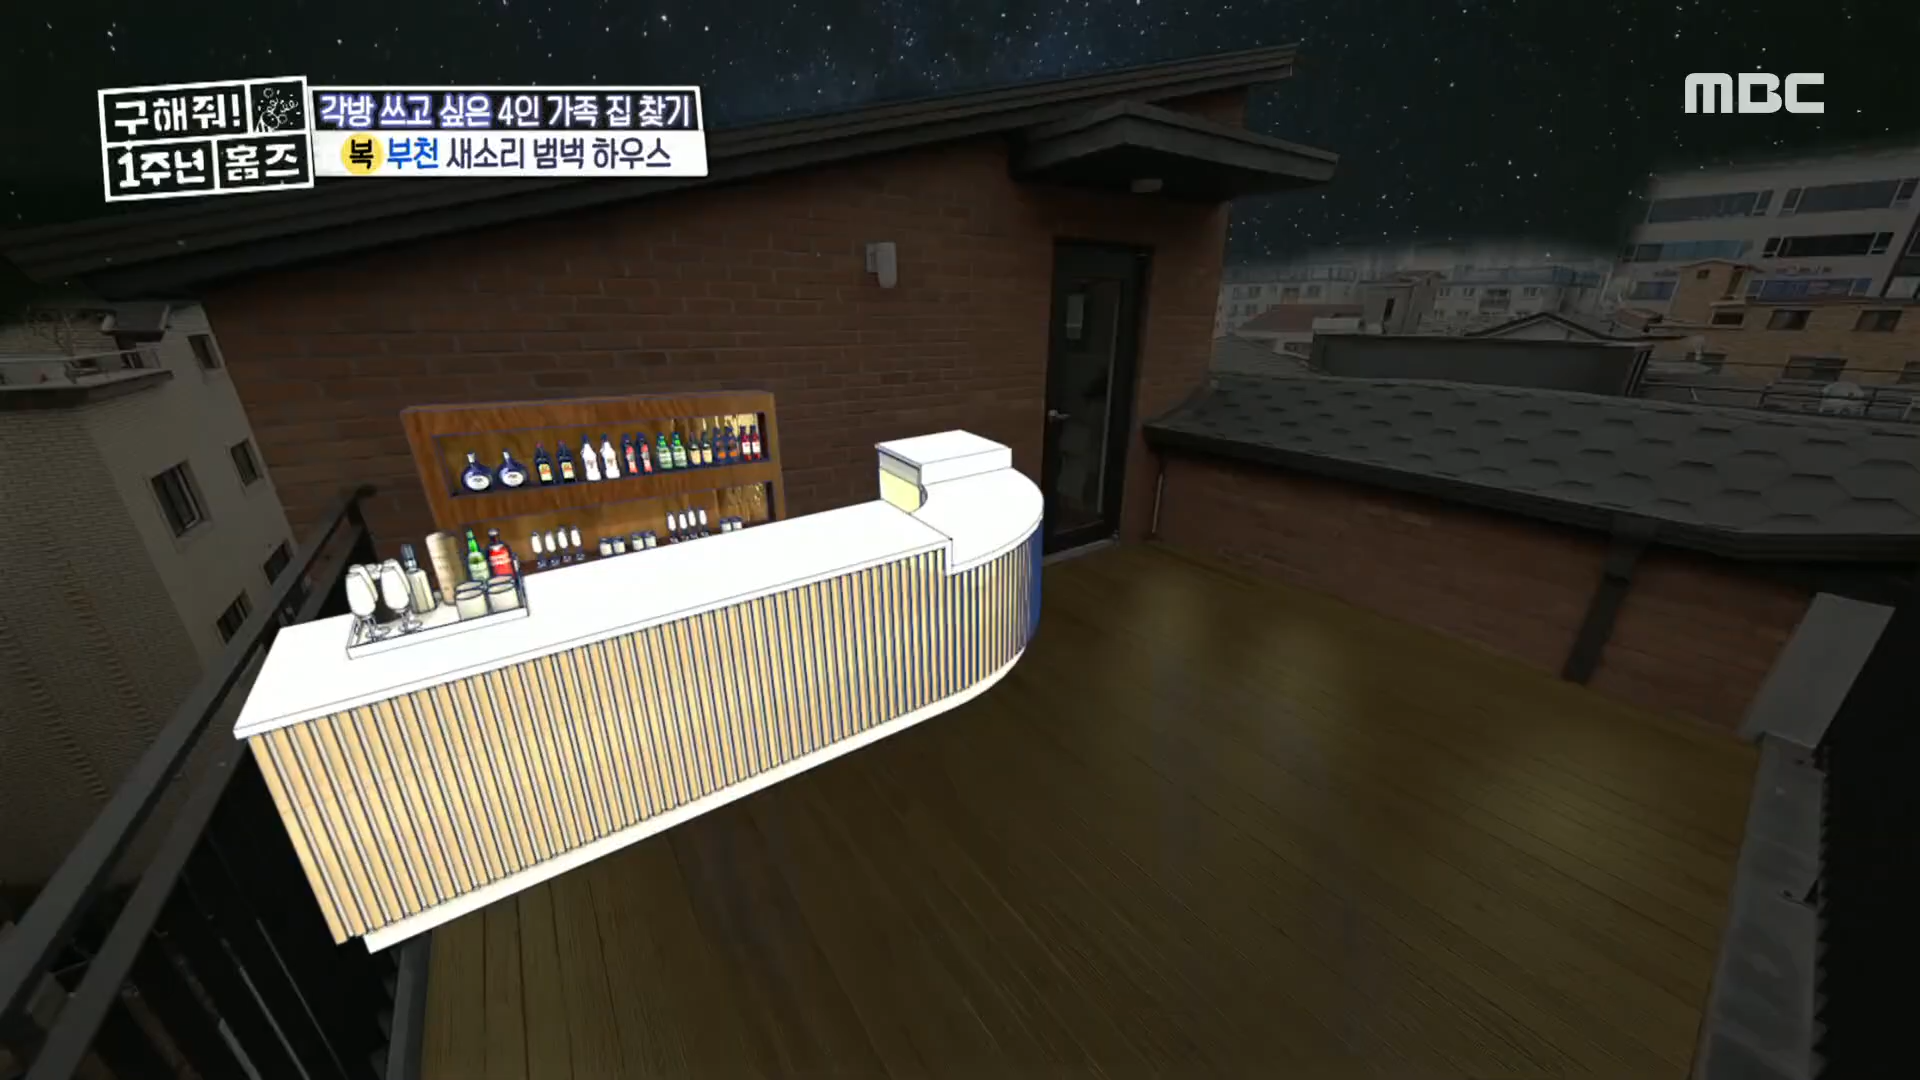 구해줘!
1주년 홈즈
각방 쓰고 싶은 4인 가족 집 찾기
복 부천 새소리 범벅 하우스
MBC